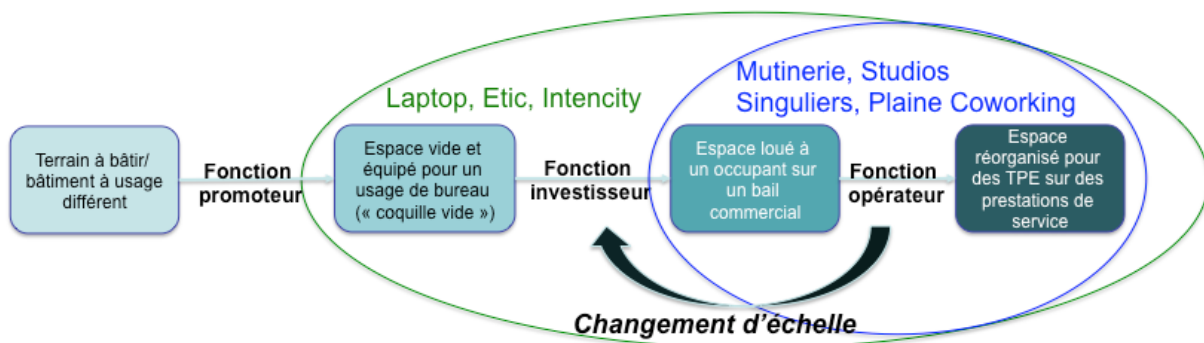 Laptop, Etic, Intencity
Mutinerie, Studios
Singuliers, Plaine Coworking
Terrain à bâtir/
bâtiment à usage
différent
Fonction
promoteur
Espace vide et
équipé pour un
usage de bureau
(« coquille vide »)
Fonction
investisseur
Espace loué à
un occupant sur
un bail
commercial
Fonction
opérateur
Espace
réorganisé pour
des TPE sur des
prestations de
service
Changement d’échelle